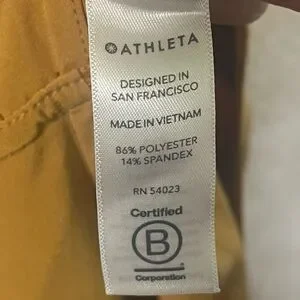 ATHLETA
DESIGNED IN
SAN FRANCISCO
MADE IN VIETNAM
86% POLYESTER
14% SPANDEX
RN 54023
Certified
B
Corporation